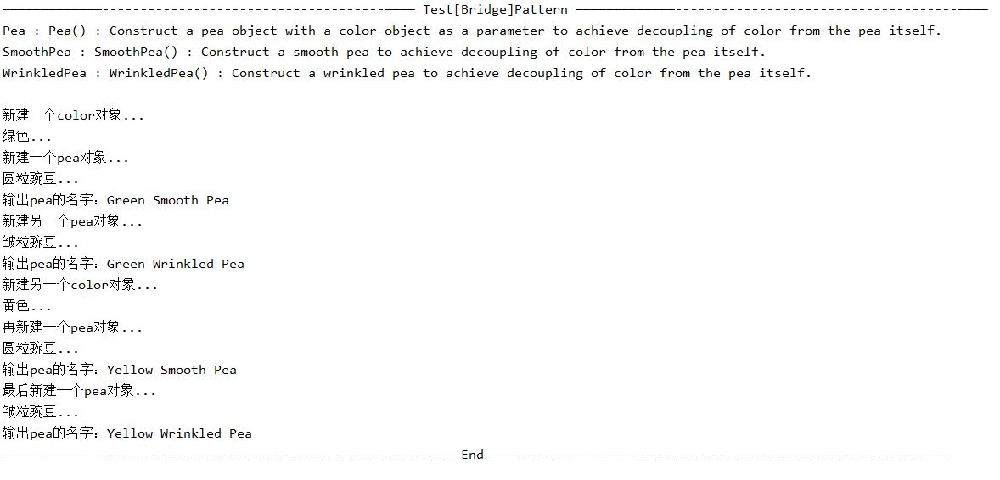 ————————————----------------------------------------———— Test[Bridge]Pattern ————————————----------------------------------------————
Pea : Pea() : Construct a pea object with a color object as a parameter to achieve decoupling of color from the pea itself.
SmoothPea : SmoothPea() : Construct a smooth pea to achieve decoupling of color from the pea itself.
WrinkledPea : WrinkledPea() : Construct a wrinkled pea to achieve decoupling of color from the pea itself.
新建一个color对象...
绿色...
新建一个pea对象...
圆粒豌豆...
输出pea的名字：Green Smooth Pea
新建另一个pea对象...
皱粒豌豆...
输出pea的名字：Green Wrinkled Pea
新建另一个color对象...
黄色...
再新建一个pea对象...
圆粒豌豆...
输出pea的名字：Yellow Smooth Pea
最后新建一个pea对象...
皱粒豌豆...
输出pea的名字：Yellow Wrinkled Pea
————————————---------------------------------------------- End ————------—————————-------------------------------------————